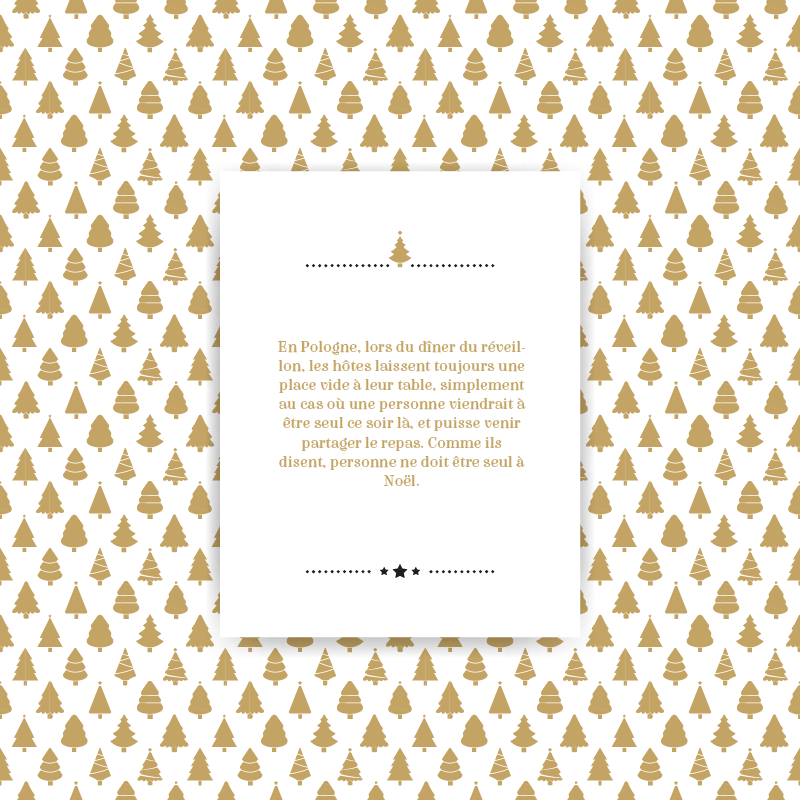 En Pologne, lors du dîner du réveil-
lon, les hôtes laissent toujours une
place vide à leur table, simplement
au cas où une personne viendrait à
être seul ce soir là, et puisse venir
partager le repas. Comme ils
disent, personne ne doit être seul à
Noël.